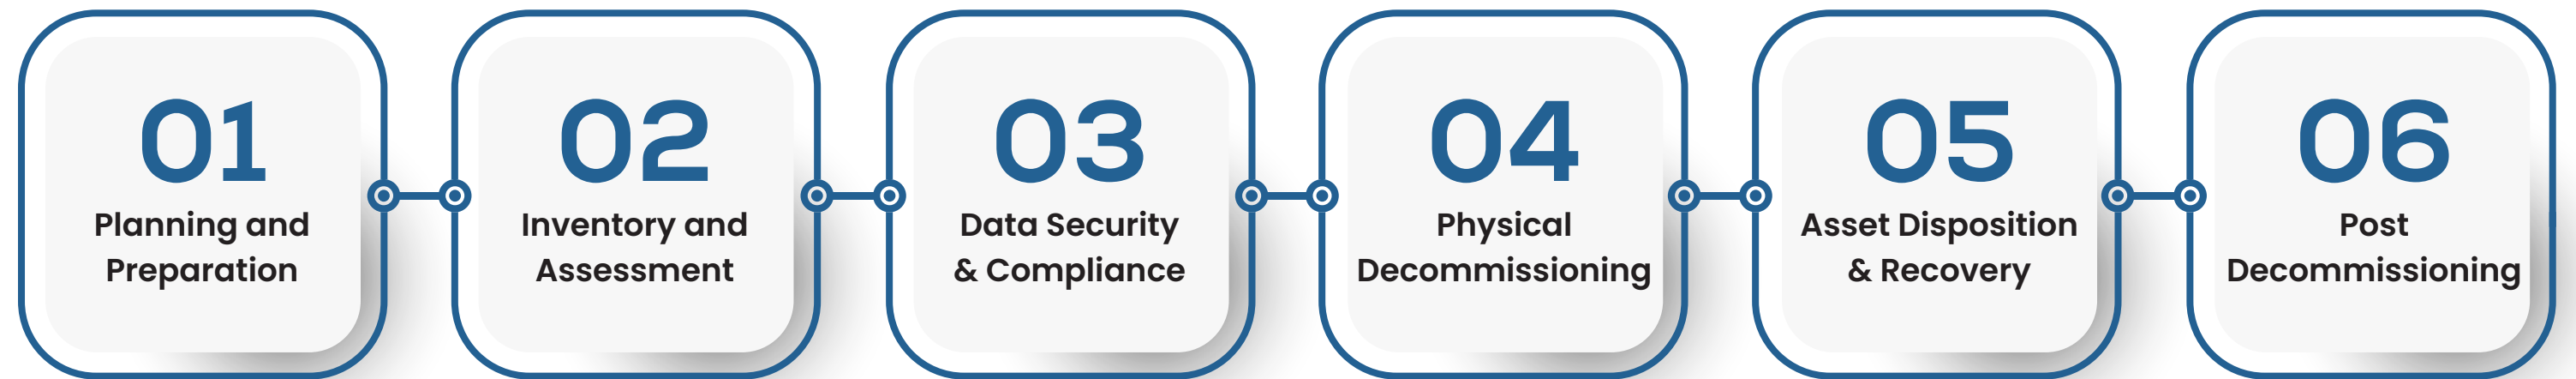 01
Planning and
Preparation
02
Inventory and
Assessment
03
Data Security
& Compliance
04
Physical
Decommissioning
05
Asset Disposition
& Recovery
06
Post
Decommissioning